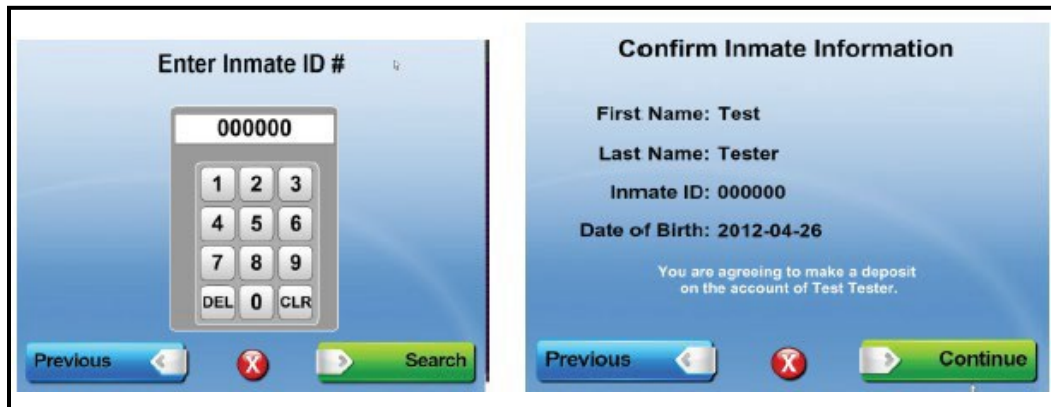 Enter Inmate ID #
000000
1 2 3
4 5 6
7 8 9
DEL 0 CLR
Previous
X
Search
Confirm Inmate Information
First Name: Test
Last Name: Tester
Inmate ID: 000000
Date of Birth: 2012-04-26
You are agreeing to make a deposit
on the account of Test Tester.
Previous
X
Continue